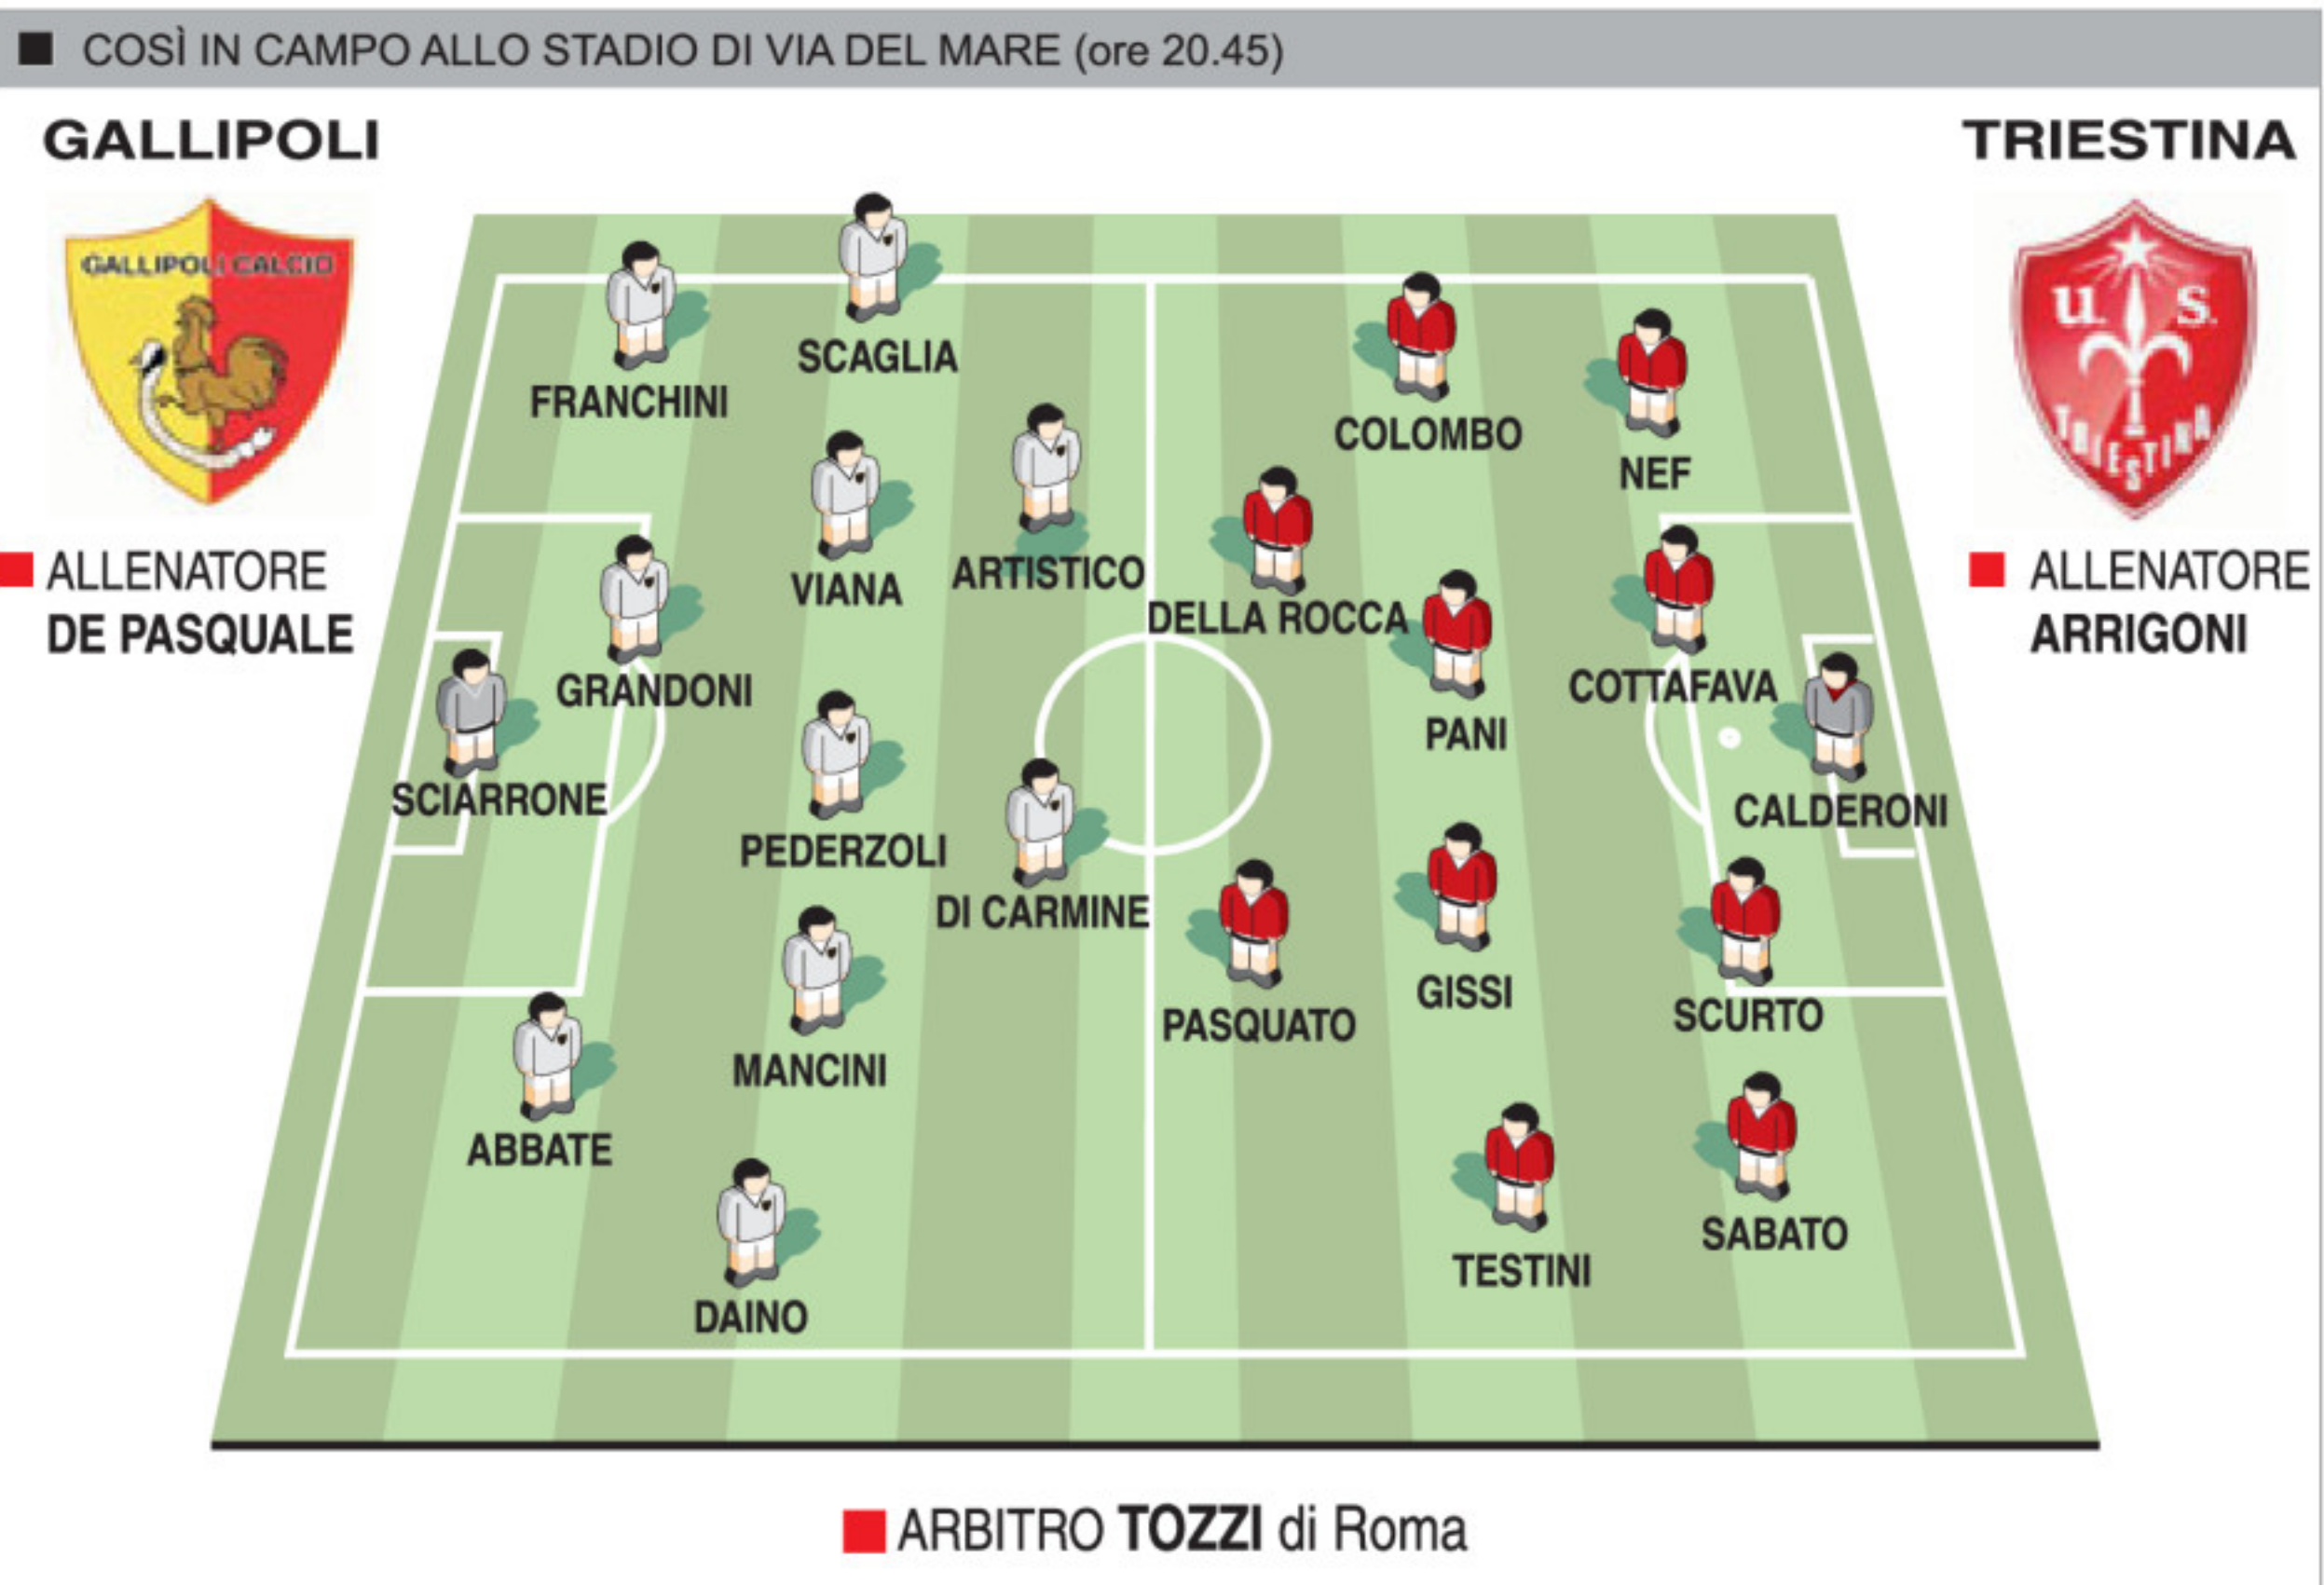 COSÌ IN CAMPO ALLO STADIO DI VIA DEL MARE (ore 20.45)
GALLIPOLI
TRIESTINA
GALLIPOLI CALCIO
U. S.
TRIESTINA
ALLENATORE
DE PASQUALE
ALLENATORE
ARRIGONI
SCAGLIA
FRANCHINI
COLOMBO
NEF
VIANA
ARTISTICO
DELLA ROCCA
GRANDONI
COTTAFAVA
PANI
SCIARRONE
CALDERONI
PEDERZOLI
DI CARMINE
GISSI
SCURTO
PASQUATO
MANCINI
ABBATE
SABATO
TESTINI
DAINO
ARBITRO TOZZI di Roma